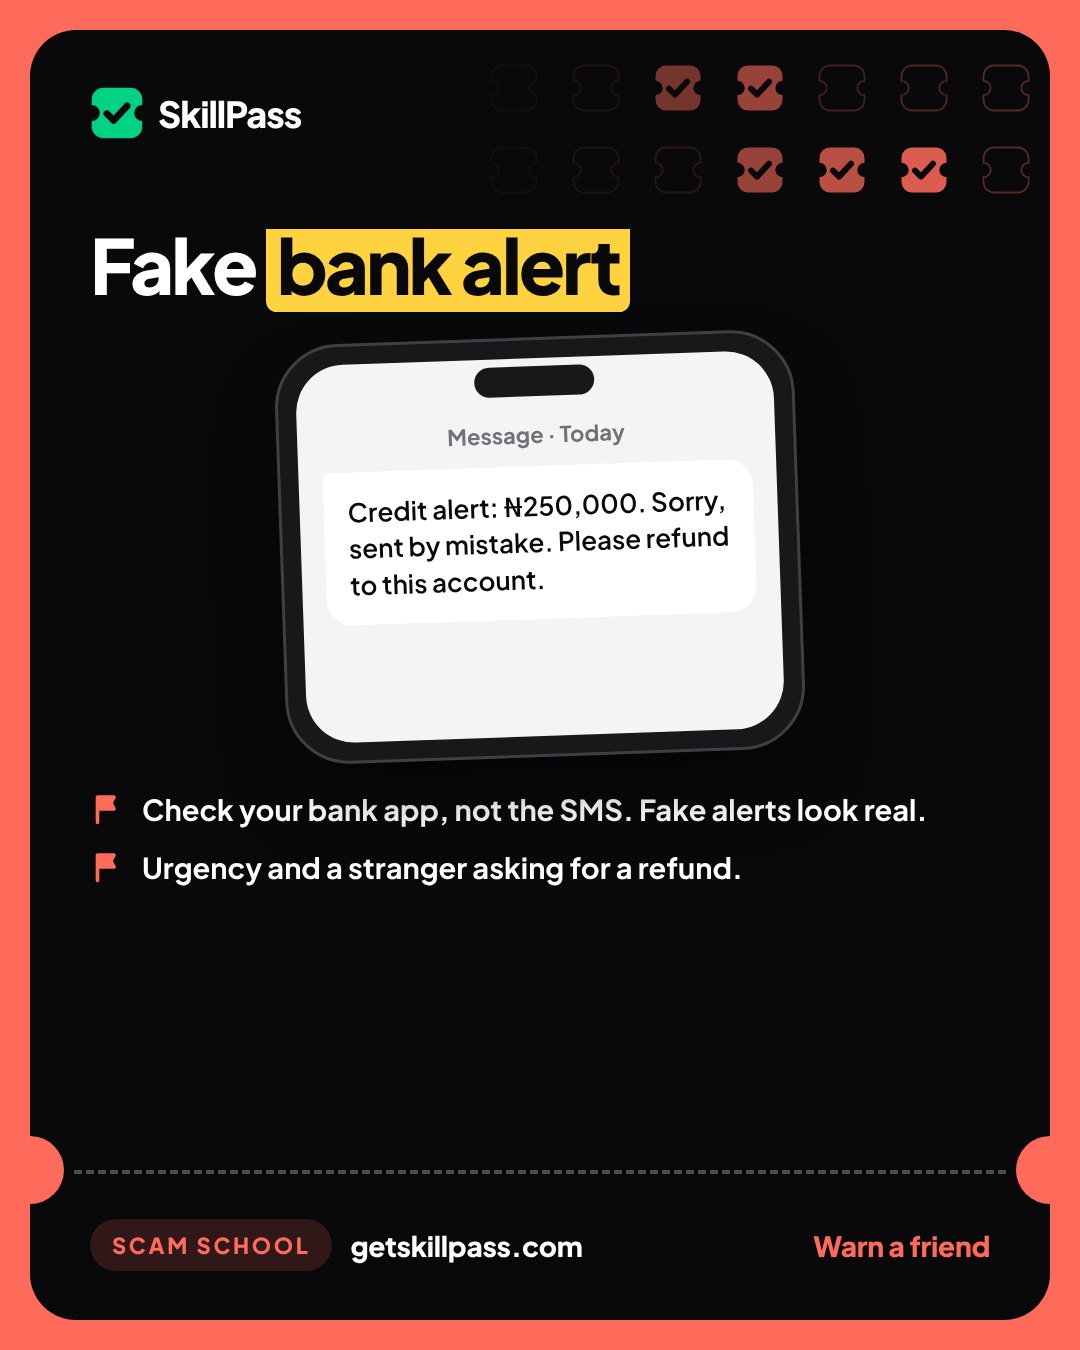 SkillPass
Fake bank alert
Message · Today
Credit alert: ₦250,000. Sorry,
sent by mistake. Please refund
to this account.
Check your bank app, not the SMS. Fake alerts look real.
Urgency and a stranger asking for a refund.
SCAM SCHOOL getskillpass.com Warn a friend